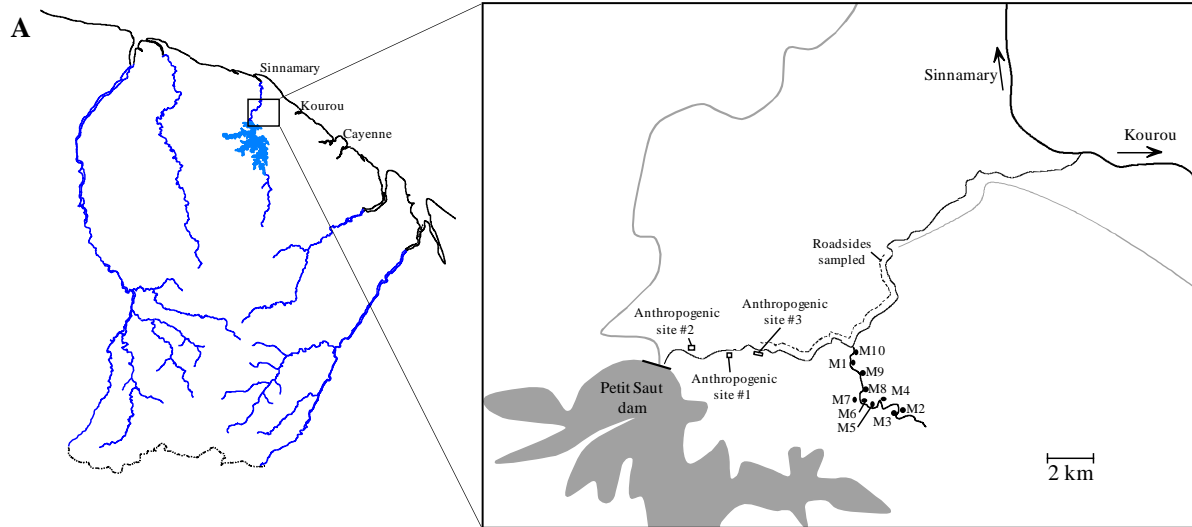 A
Sinnamary
Kourou
Cayenne
Sinnamary
Kourou
Roadsides
sampled
Anthropogenic
site #2
Anthropogenic
site #3
Anthropogenic
site #1
Petit Saut
dam
M10
M1
M9
M8
M4
M7
M6
M5
M3
M2
2 km